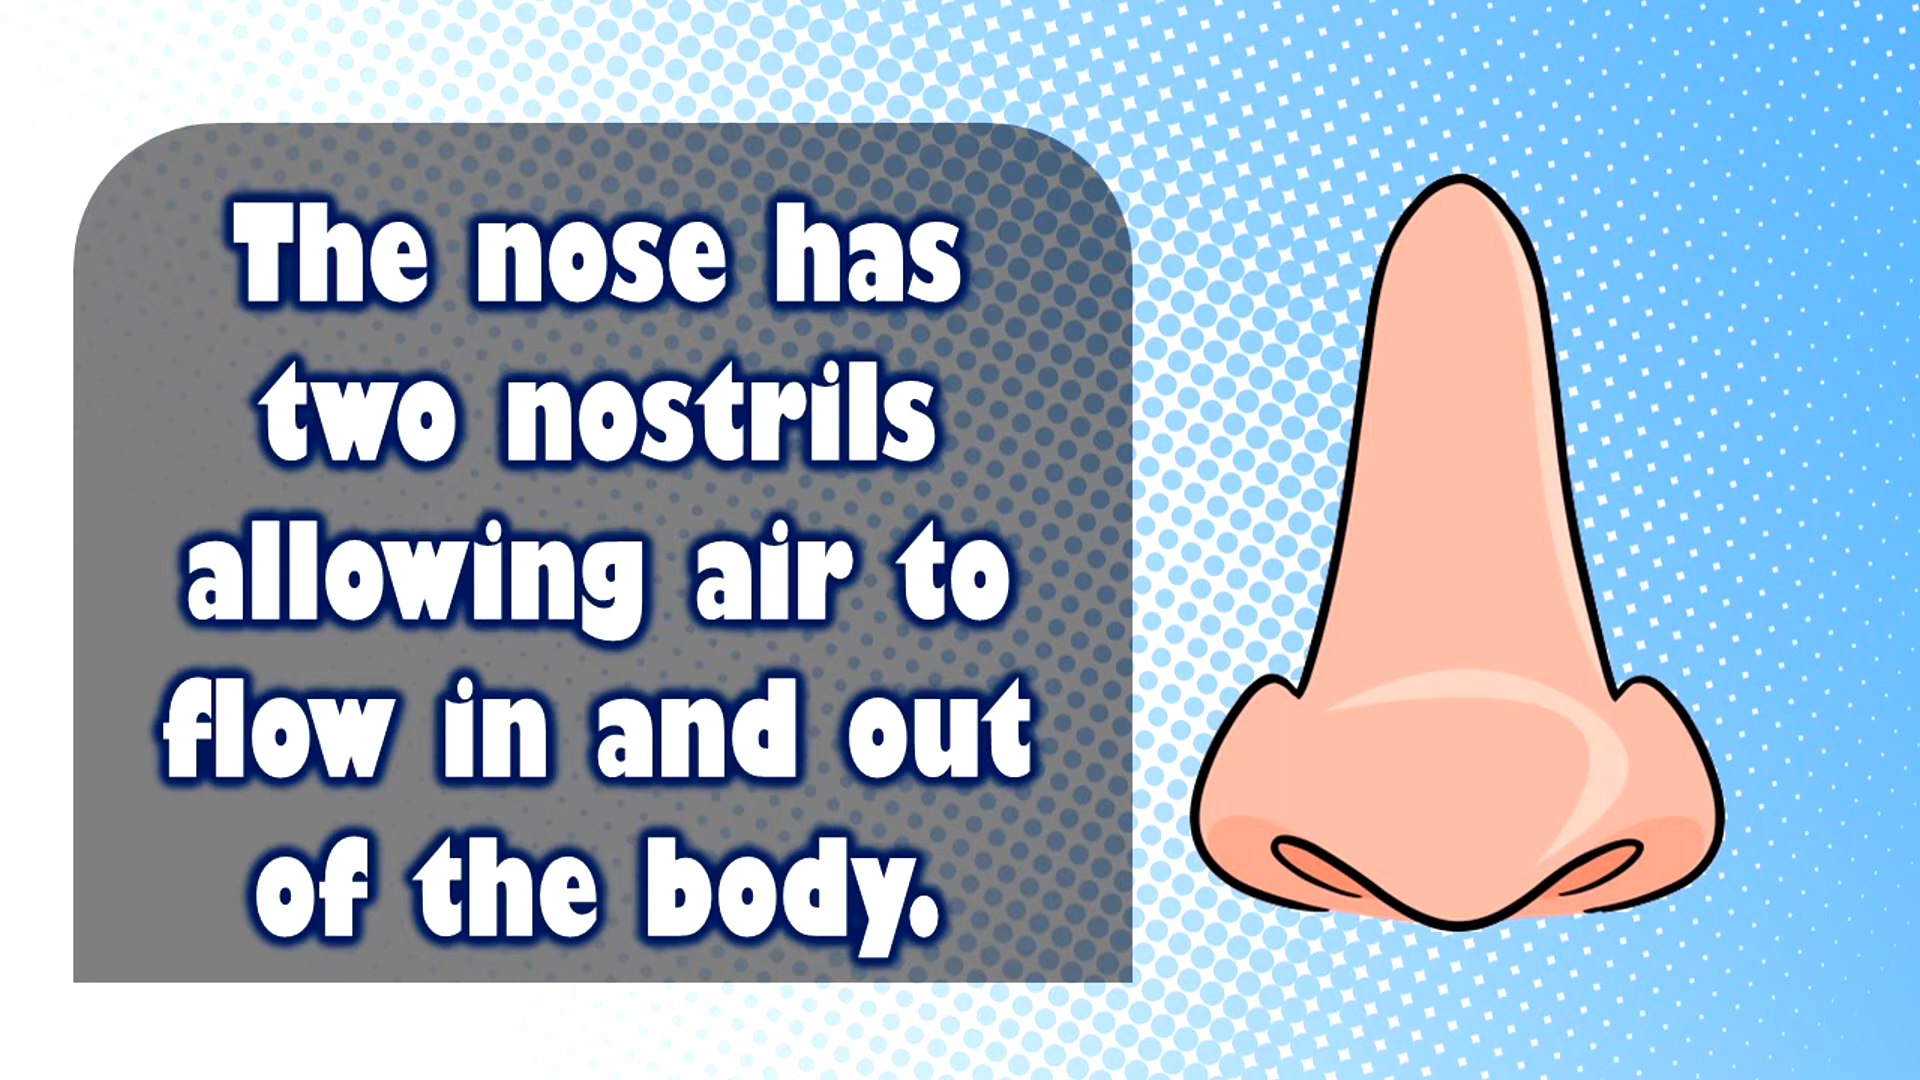 The nose has
two nostrils
allowing air to
flow in and out
of the body.